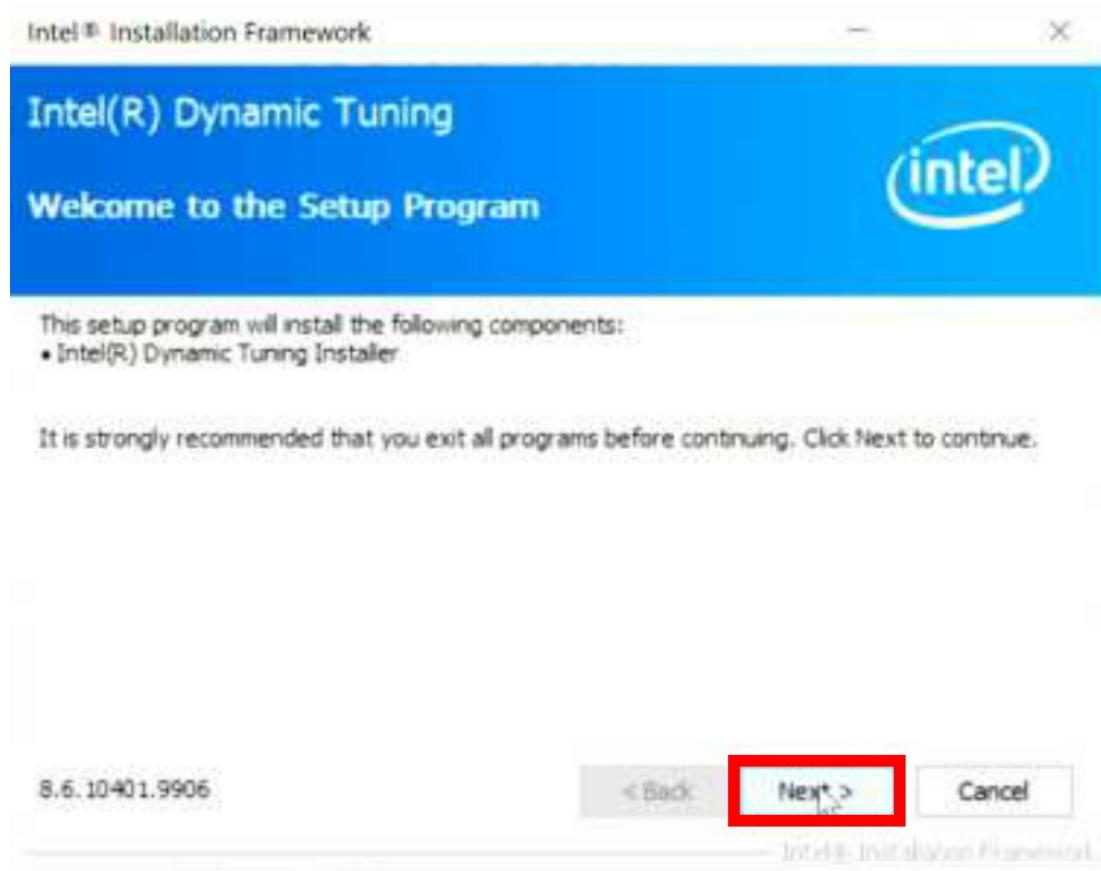 Intel® Installation Framework
Intel(R) Dynamic Tuning
intel
Welcome to the Setup Program
This setup program will install the following components:
• Intel(R) Dynamic Tuning Installer
It is strongly recommended that you exit all programs before continuing. Click Next to continue.
8.6.10401.9906
< Back
Next >
Cancel
Intel® Installation Framework